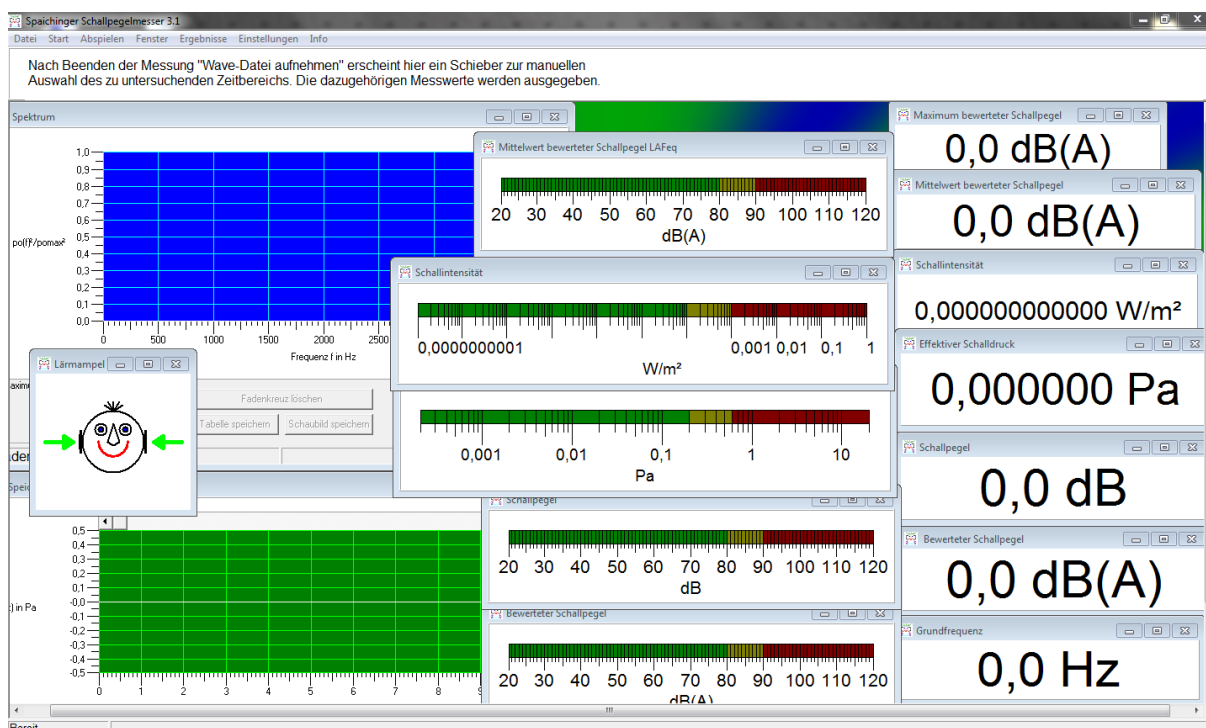 Spaichinger Schallpegelmesser 3.1
Datei Start Abspielen Fenster Ergebnisse Einstellungen Info
Nach Beenden der Messung "Wave-Datei aufnehmen" erscheint hier ein Schieber zur manuellen
Auswahl des zu untersuchenden Zeitbereichs. Die dazugehörigen Messwerte werden ausgegeben.
Spektrum
1,0
0,9
0,8
0,7
0,6
0,5
0,4
0,3
0,2
0,1
0,0
po(f)²/pomax²
0 500 1000 1500 2000 2500
Frequenz f in Hz
Fadenkreuz löschen
Tabelle speichern Schaubild speichern
Lärmampel
0,5
0,4
0,3
0,2
0,1
-0,0
-0,1
-0,2
-0,3
-0,4
-0,5
) in Pa
0 1 2 3 4 5 6 7 8
Mittelwert bewerteter Schallpegel LAFeq
20 30 40 50 60 70 80 90 100 110 120
dB(A)
Schallintensität
0,0000000001 0,001 0,01 0,1 1
W/m²
0,001 0,01 0,1 1 10
Pa
Schallpegel
20 30 40 50 60 70 80 90 100 110 120
dB
Bewerteter Schallpegel
20 30 40 50 60 70 80 90 100 110 120
dB(A)
Maximum bewerteter Schallpegel
0,0 dB(A)
Mittelwert bewerteter Schallpegel
0,0 dB(A)
Schallintensität
0,000000000000 W/m²
Effektiver Schalldruck
0,000000 Pa
Schallpegel
0,0 dB
Bewerteter Schallpegel
0,0 dB(A)
Grundfrequenz
0,0 Hz
Bereit